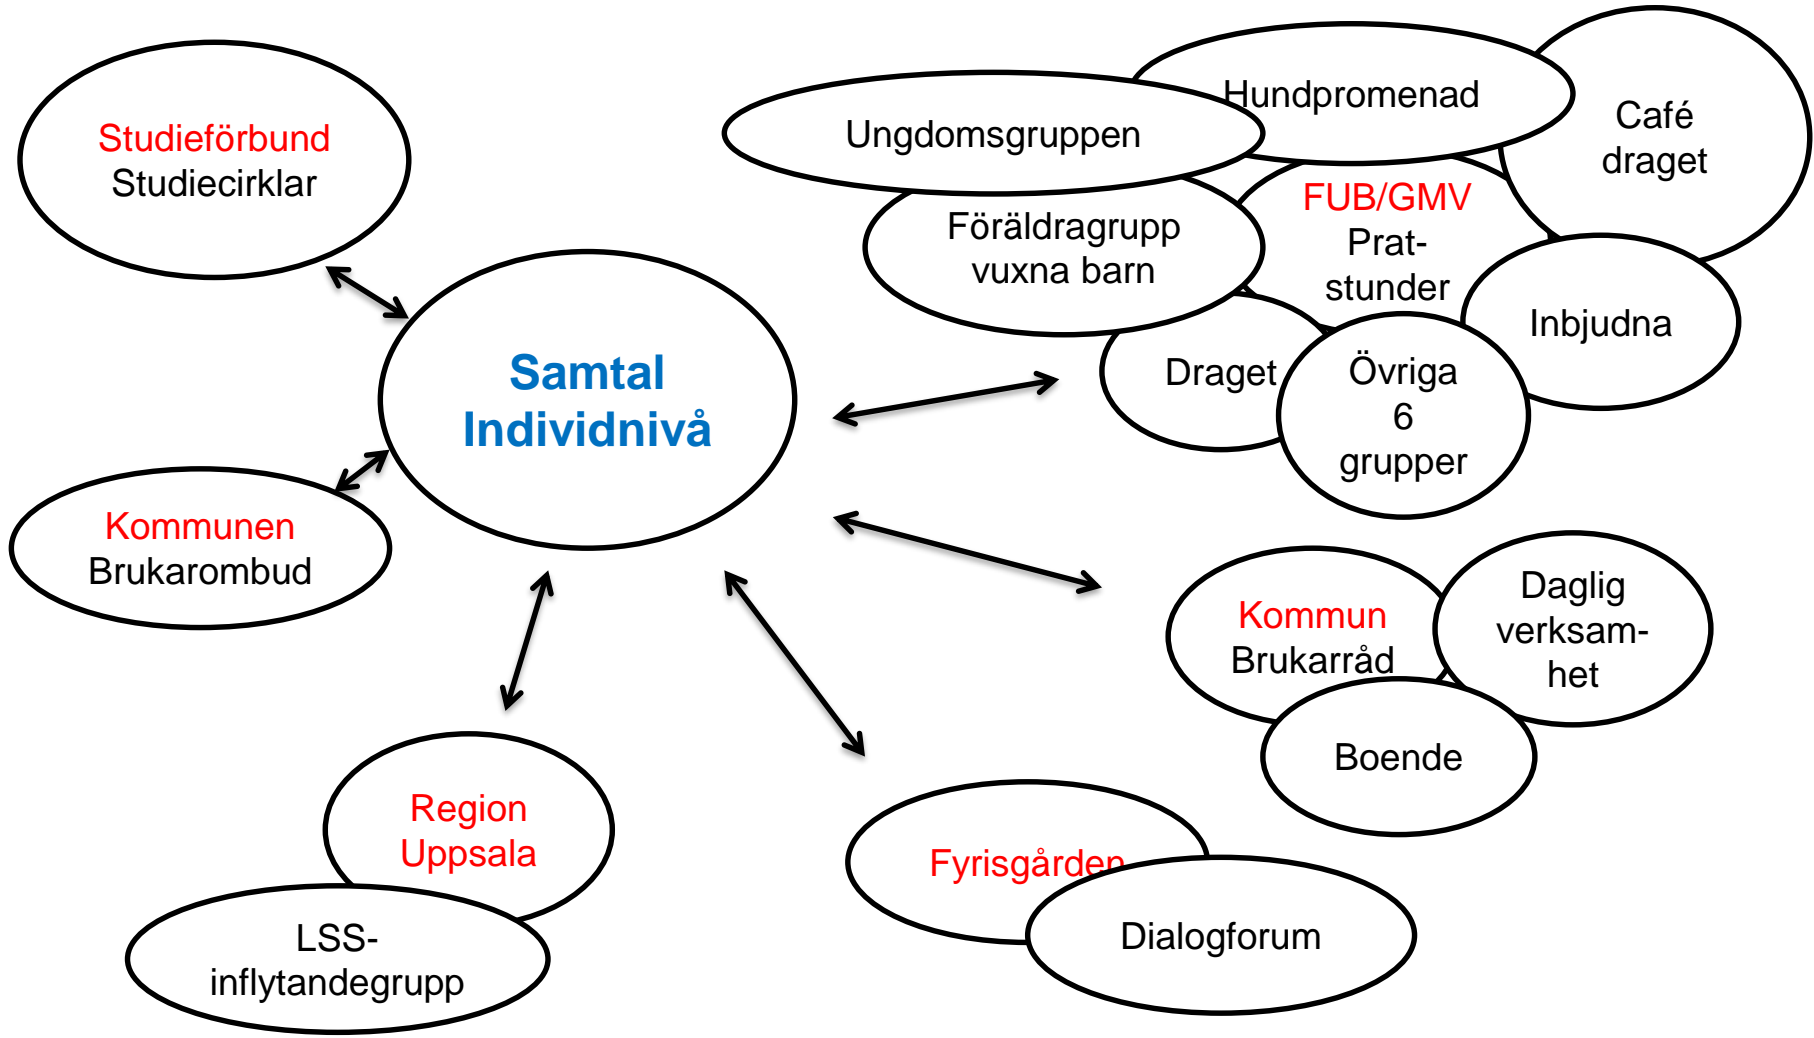 Studieförbund
Studiecirklar
Ungdomsgruppen
Hundpromenad
Café
draget
Föräldragrupp
vuxna barn
FUB/GMV
Prat-
stunder
Inbjudna
Draget
Övriga
6
grupper
Samtal
Individnivå
Kommunen
Brukarombud
Kommun
Brukarråd
Daglig
verksam-
het
Boende
Region
Uppsala
LSS-
inflytandegrupp
Fyrisgården
Dialogforum